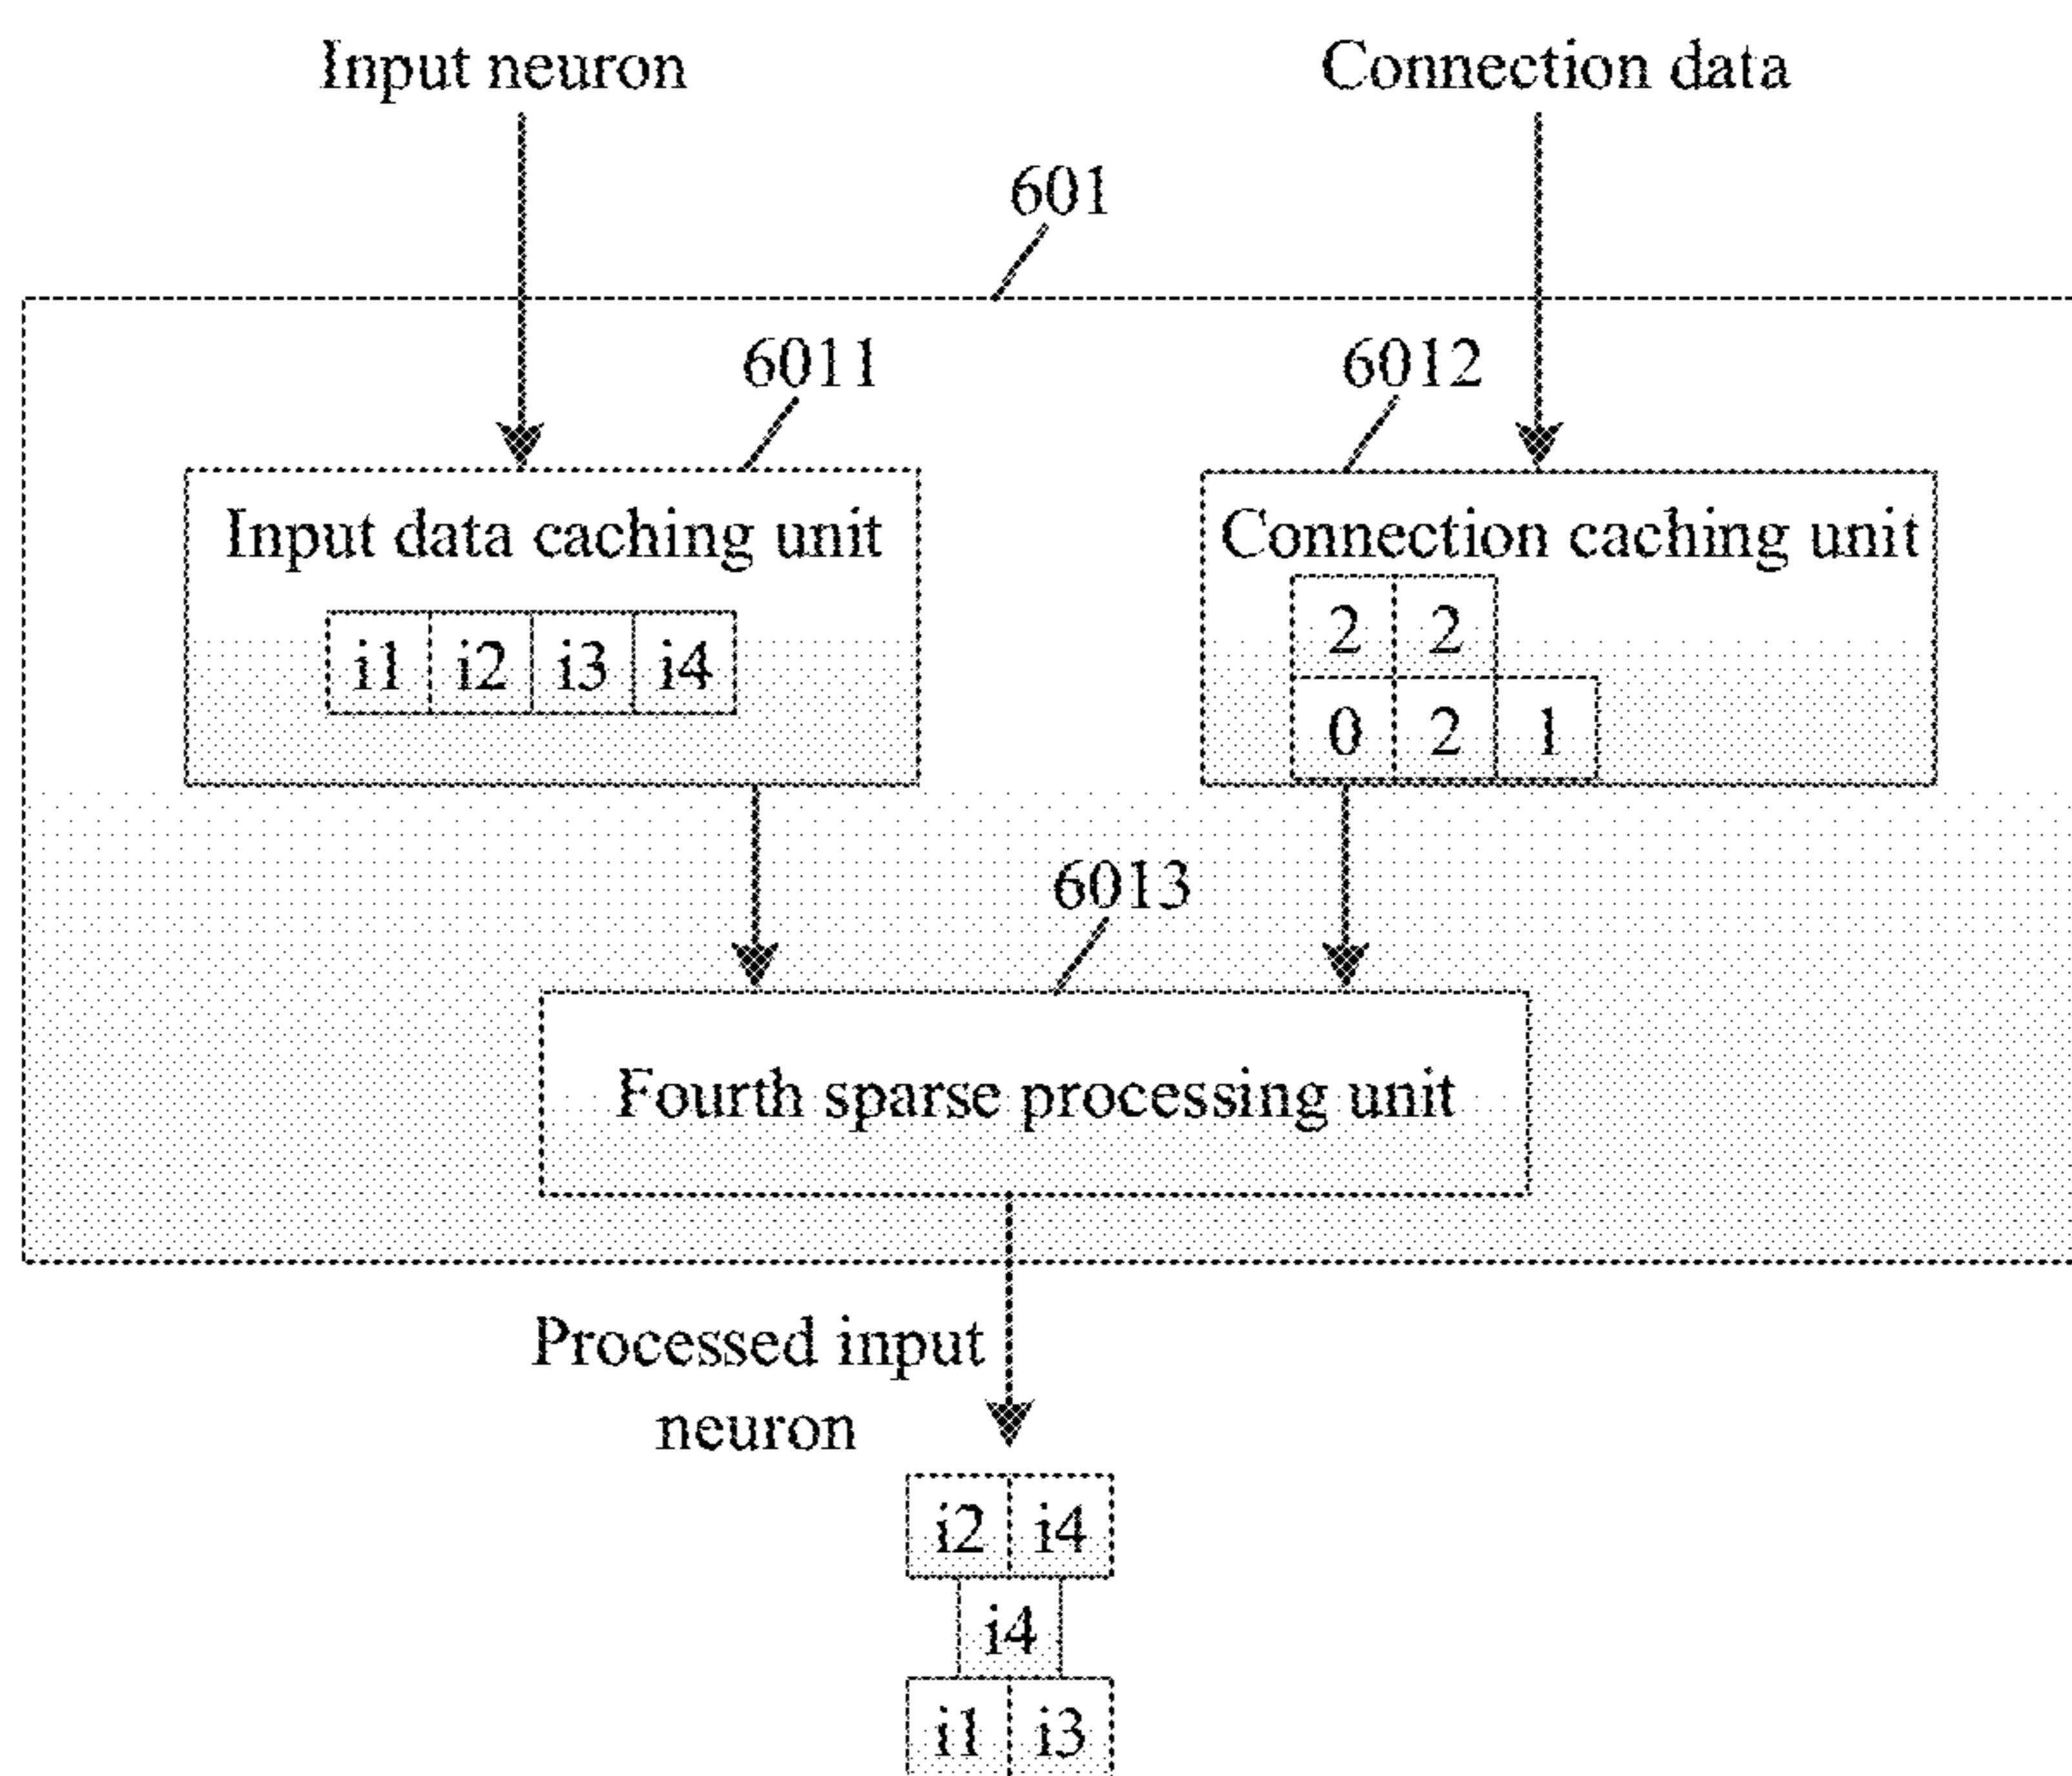 Input neuron Connection data
601
6011 6012
Input data caching unit Connection caching unit
2 2
i1 i2 i3 i4
0 2 1
6013
Fourth sparse processing unit
Processed input
neuron
i2 i4
i4
i1 i3